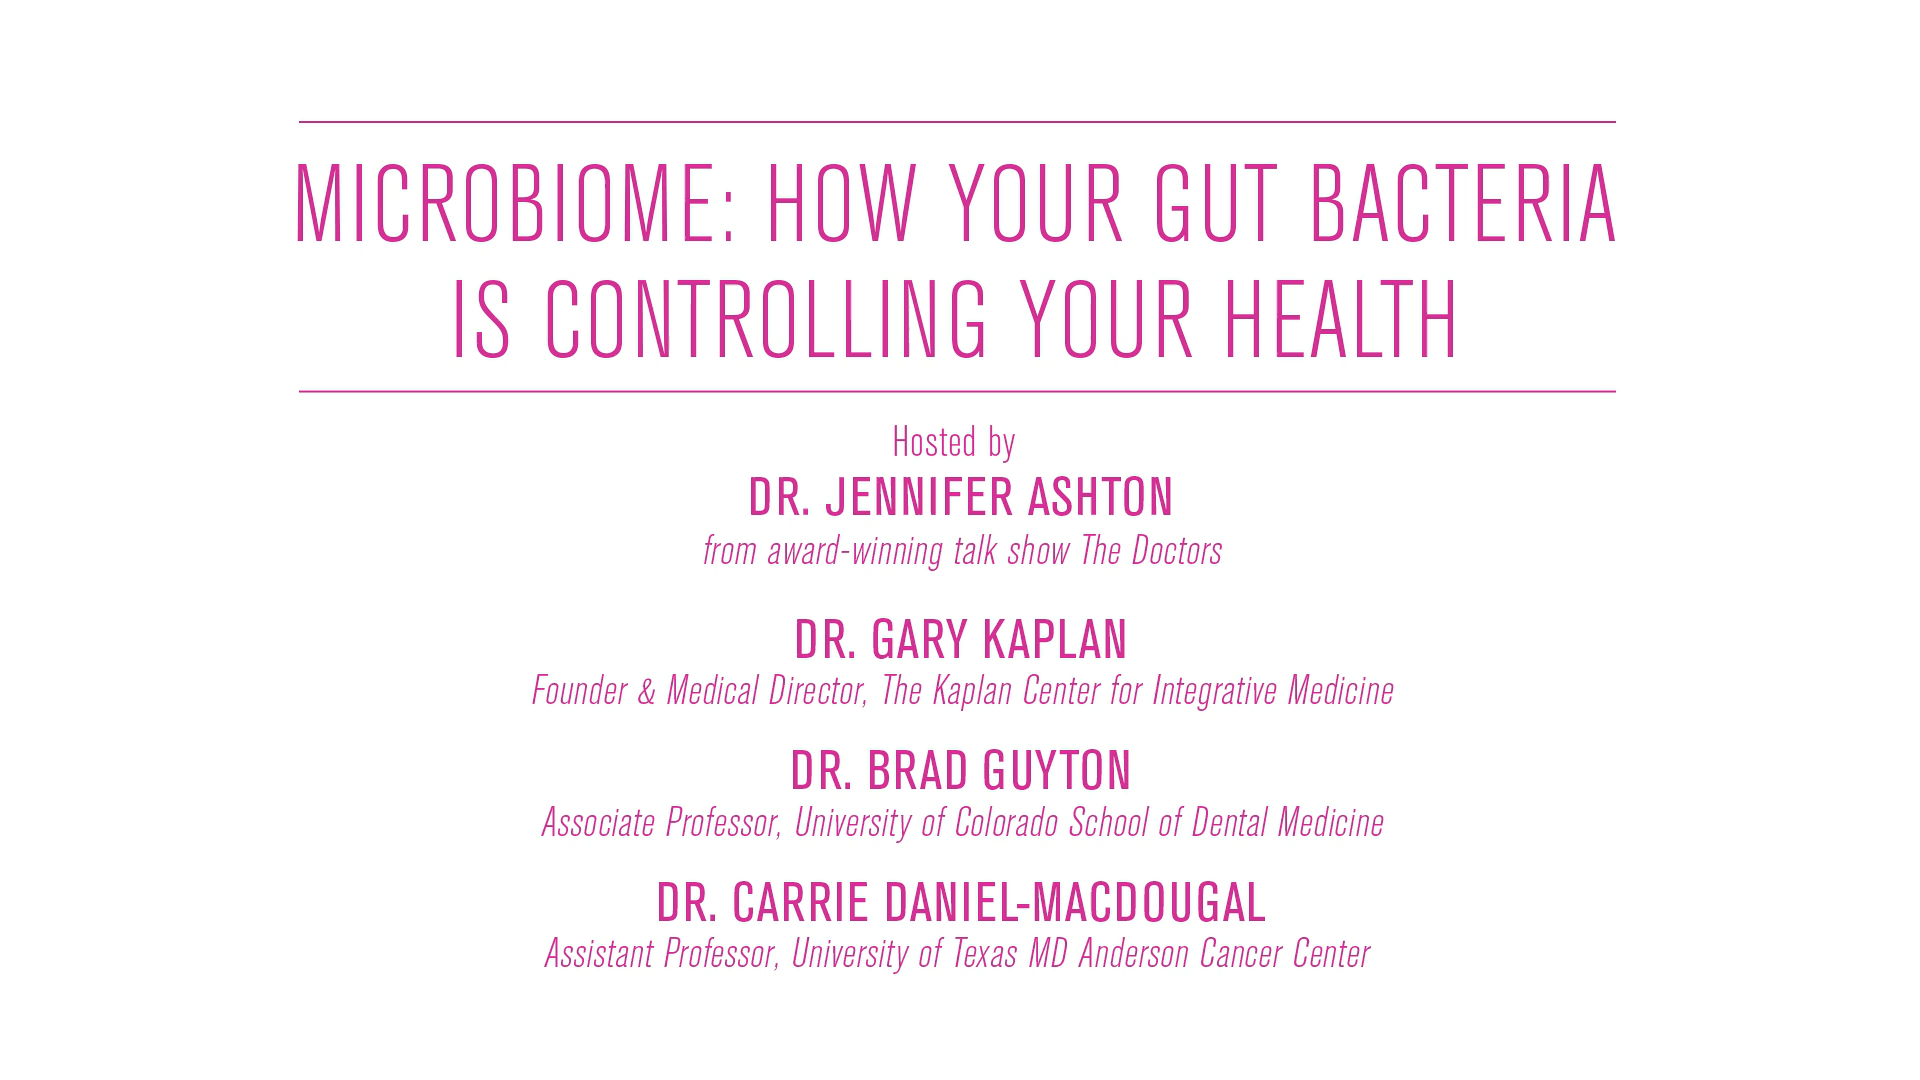 MICROBIOME: HOW YOUR GUT BACTERIA
IS CONTROLLING YOUR HEALTH
Hosted by
DR. JENNIFER ASHTON
from award-winning talk show The Doctors
DR. GARY KAPLAN
Founder & Medical Director, The Kaplan Center for Integrative Medicine
DR. BRAD GUYTON
Associate Professor, University of Colorado School of Dental Medicine
DR. CARRIE DANIEL-MACDOUGAL
Assistant Professor, University of Texas MD Anderson Cancer Center